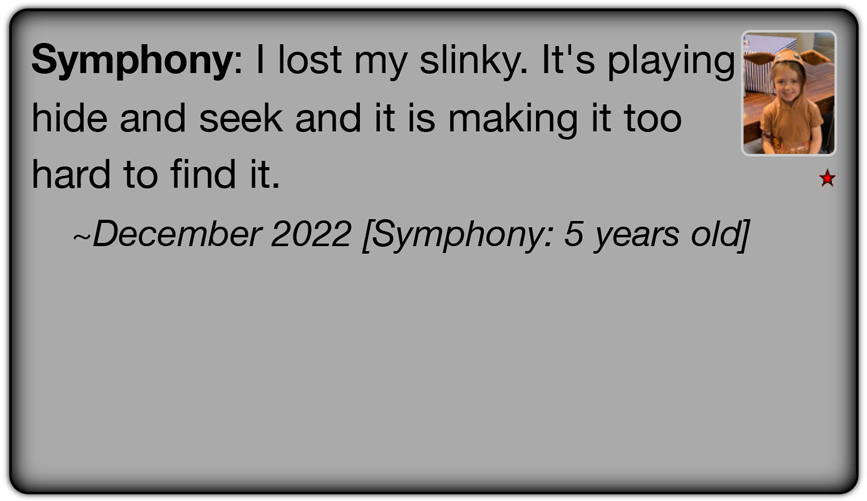 Symphony: I lost my slinky. It's playing
hide and seek and it is making it too
hard to find it.
~December 2022 [Symphony: 5 years old]